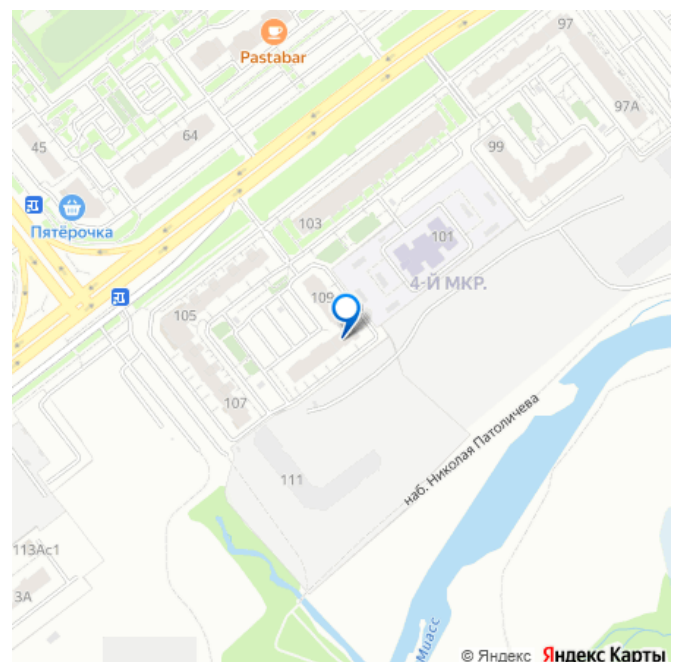 97
Pastabar
97А
64
45
99
Пятёрочка
103
101
4-Й МКР.
109
105
107
наб. Николая Патоличева
111
113Ас1
3А
Миасс
© Яндекс Яндекс Карты